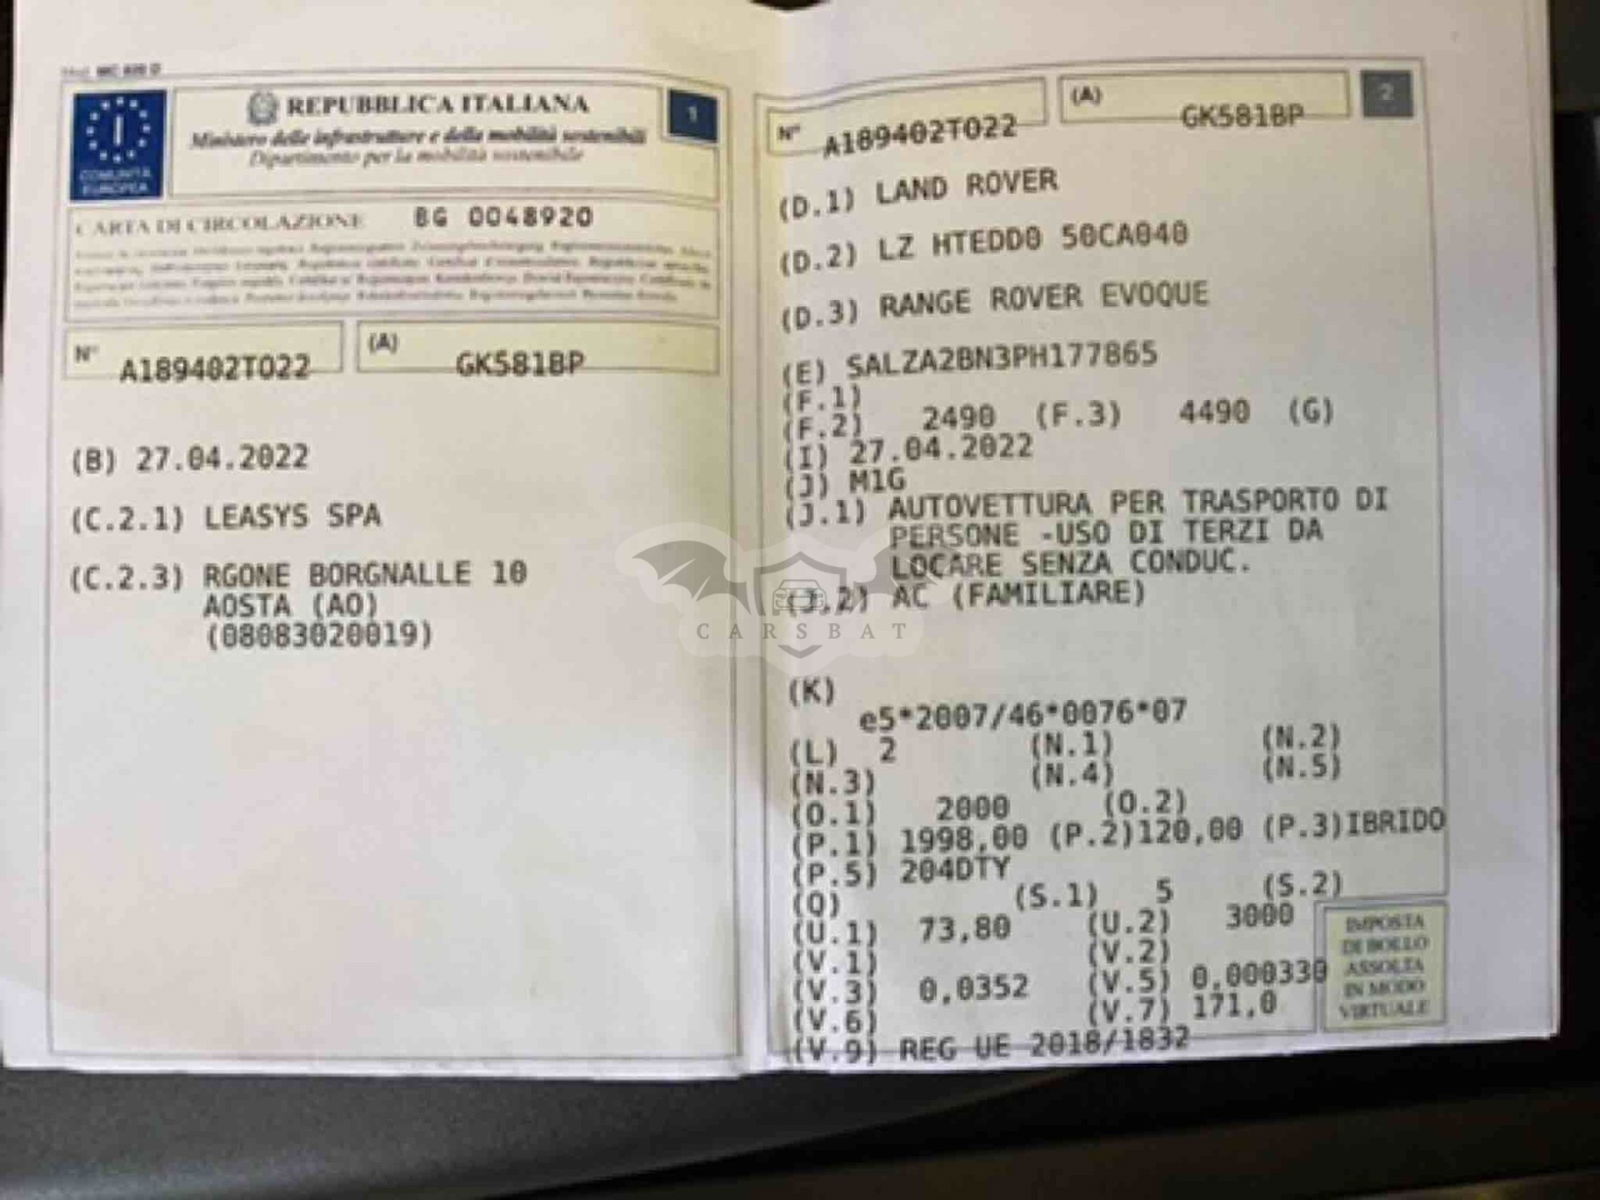 Mod. MC 820 D
COMUNITÀ
EUROPEA
REPUBBLICA ITALIANA
Ministero delle infrastrutture e della mobilità sostenibili
Dipartimento per la mobilità sostenibile
1
CARTA DI CIRCOLAZIONE BG 0048920
N° A189402TO22 (A) GK581BP
(B) 27.04.2022
(C.2.1) LEASYS SPA
(C.2.3) RGONE BORGNALLE 10
AOSTA (AO)
(08083020019)
N° A189402TO22 (A) GK581BP 2
(D.1) LAND ROVER
(D.2) LZ HTEDD0 50CA040
(D.3) RANGE ROVER EVOQUE
(E) SALZA2BN3PH177865
(F.1)
(F.2) 2490 (F.3) 4490 (G)
(I) 27.04.2022
(J) M1G
(J.1) AUTOVETTURA PER TRASPORTO DI
PERSONE -USO DI TERZI DA
LOCARE SENZA CONDUC.
(J.2) AC (FAMILIARE)
CARSBAT
(K)
e5*2007/46*0076*07
(L) 2 (N.1) (N.2)
(N.3) (N.4) (N.5)
(O.1) 2000 (O.2)
(P.1) 1998,00 (P.2)120,00 (P.3)IBRIDO
(P.5) 204DTY
(Q) (S.1) 5 (S.2)
(U.1) 73,80 (U.2) 3000
(V.1) (V.2)
(V.3) 0,0352 (V.5) 0,000330
(V.6) (V.7) 171,0
(V.9) REG UE 2018/1832
IMPOSTA
DI BOLLO
ASSOLTA
IN MODO
VIRTUALE